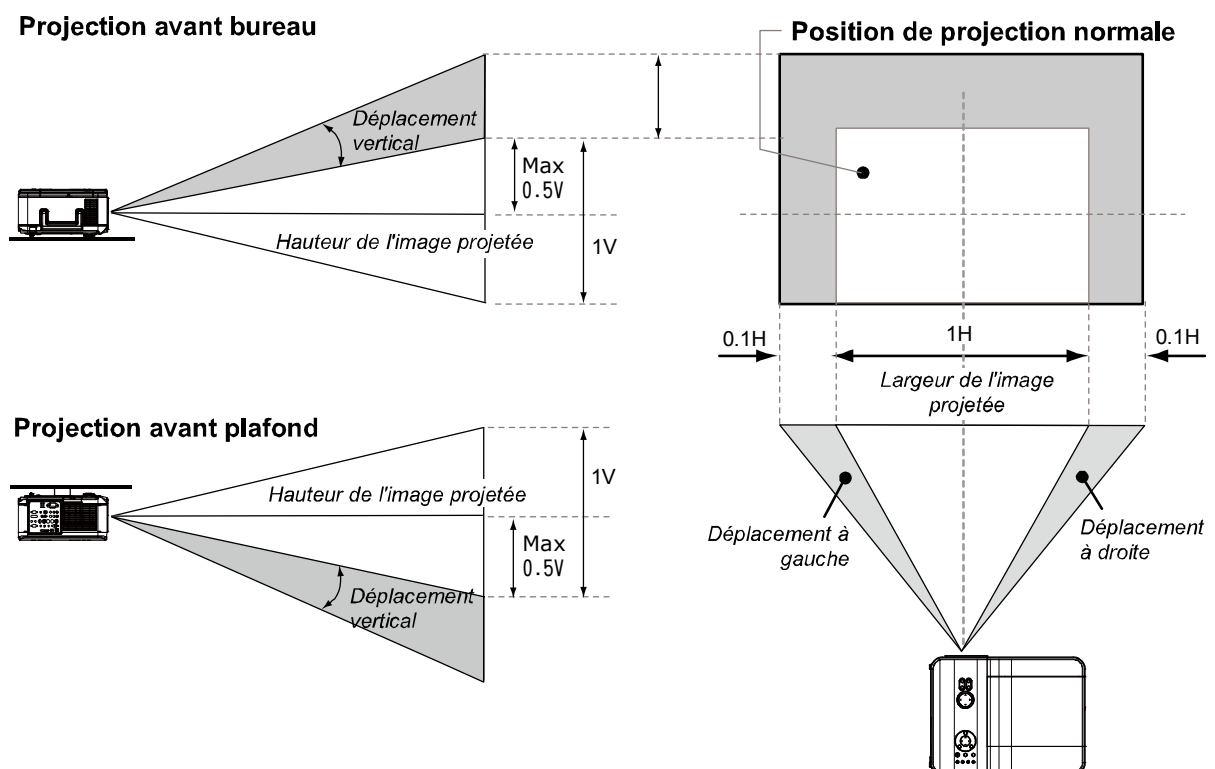 Projection avant bureau
Déplacement
vertical
Max
0.5V
Hauteur de l'image projetée
1V
Position de projection normale
0.1H
1H
0.1H
Largeur de l'image
projetée
Déplacement à
gauche
Déplacement
à droite
Projection avant plafond
1V
Hauteur de l'image projetée
Max
0.5V
Déplacement
vertical